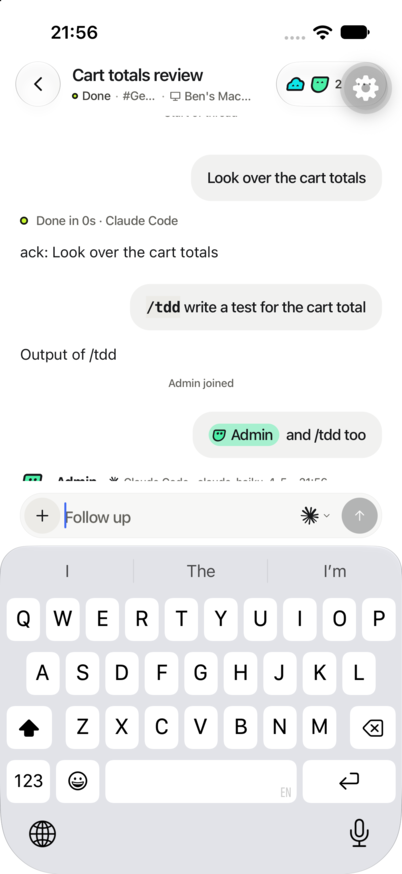 21:56
Cart totals review
Done · #Ge... · Ben's Mac...
2
Look over the cart totals
Done in 0s · Claude Code
ack: Look over the cart totals
/tdd write a test for the cart total
Output of /tdd
Admin joined
Admin and /tdd too
Admin
Follow up
I The I'm
Q W E R T Y U I O P
A S D F G H J K L
Z X C V B N M
123
EN